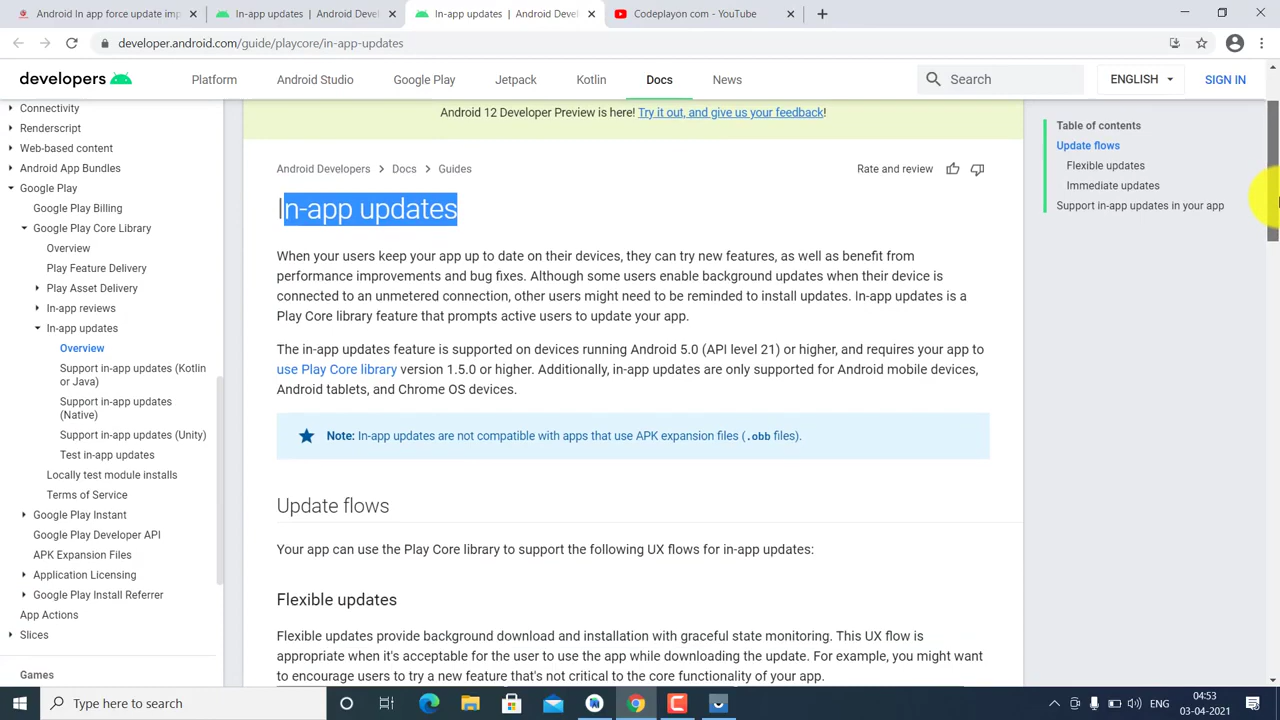 Android In app force update imp
In-app updates | Android Devel
In-app updates | Android Devel
Codeplayon com - YouTube
developer.android.com/guide/playcore/in-app-updates
developers
Platform
Android Studio
Google Play
Jetpack
Kotlin
Docs
News
Search
ENGLISH
SIGN IN
Connectivity
Renderscript
Web-based content
Android App Bundles
Google Play
Google Play Billing
Google Play Core Library
Overview
Play Feature Delivery
Play Asset Delivery
In-app reviews
In-app updates
Overview
Support in-app updates (Kotlin
or Java)
Support in-app updates
(Native)
Support in-app updates (Unity)
Test in-app updates
Locally test module installs
Terms of Service
Google Play Instant
Google Play Developer API
APK Expansion Files
Application Licensing
Google Play Install Referrer
App Actions
Slices
Games
Android 12 Developer Preview is here! Try it out, and give us your feedback!
Android Developers > Docs > Guides
Rate and review
In-app updates
When your users keep your app up to date on their devices, they can try new features, as well as benefit from
performance improvements and bug fixes. Although some users enable background updates when their device is
connected to an unmetered connection, other users might need to be reminded to install updates. In-app updates is a
Play Core library feature that prompts active users to update your app.
The in-app updates feature is supported on devices running Android 5.0 (API level 21) or higher, and requires your app to
use Play Core library version 1.5.0 or higher. Additionally, in-app updates are only supported for Android mobile devices,
Android tablets, and Chrome OS devices.
Note: In-app updates are not compatible with apps that use APK expansion files (.obb files).
Update flows
Your app can use the Play Core library to support the following UX flows for in-app updates:
Flexible updates
Flexible updates provide background download and installation with graceful state monitoring. This UX flow is
appropriate when it's acceptable for the user to use the app while downloading the update. For example, you might want
to encourage users to try a new feature that's not critical to the core functionality of your app.
Table of contents
Update flows
Flexible updates
Immediate updates
Support in-app updates in your app
Type here to search
ENG
04:53
03-04-2021